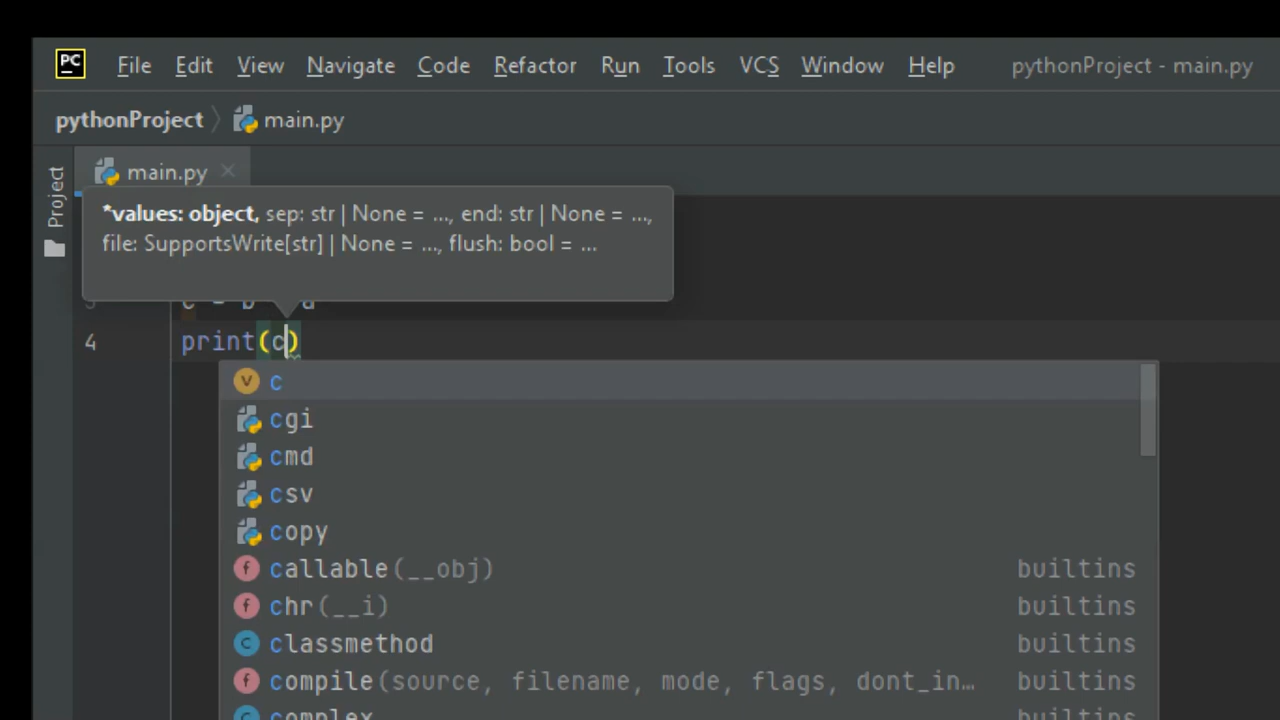 PC File Edit View Navigate Code Refactor Run Tools VCS Window Help pythonProject - main.py
pythonProject main.py
main.py
Project
*values: object, sep: str | None = ..., end: str | None = ...,
file: SupportsWrite[str] | None = ..., flush: bool = ...
4 print(c)
V c
cgi
cmd
csv
copy
f callable(__obj) builtins
f chr(__i) builtins
C classmethod builtins
f compile(source, filename, mode, flags, dont_in… builtins
complex builtins